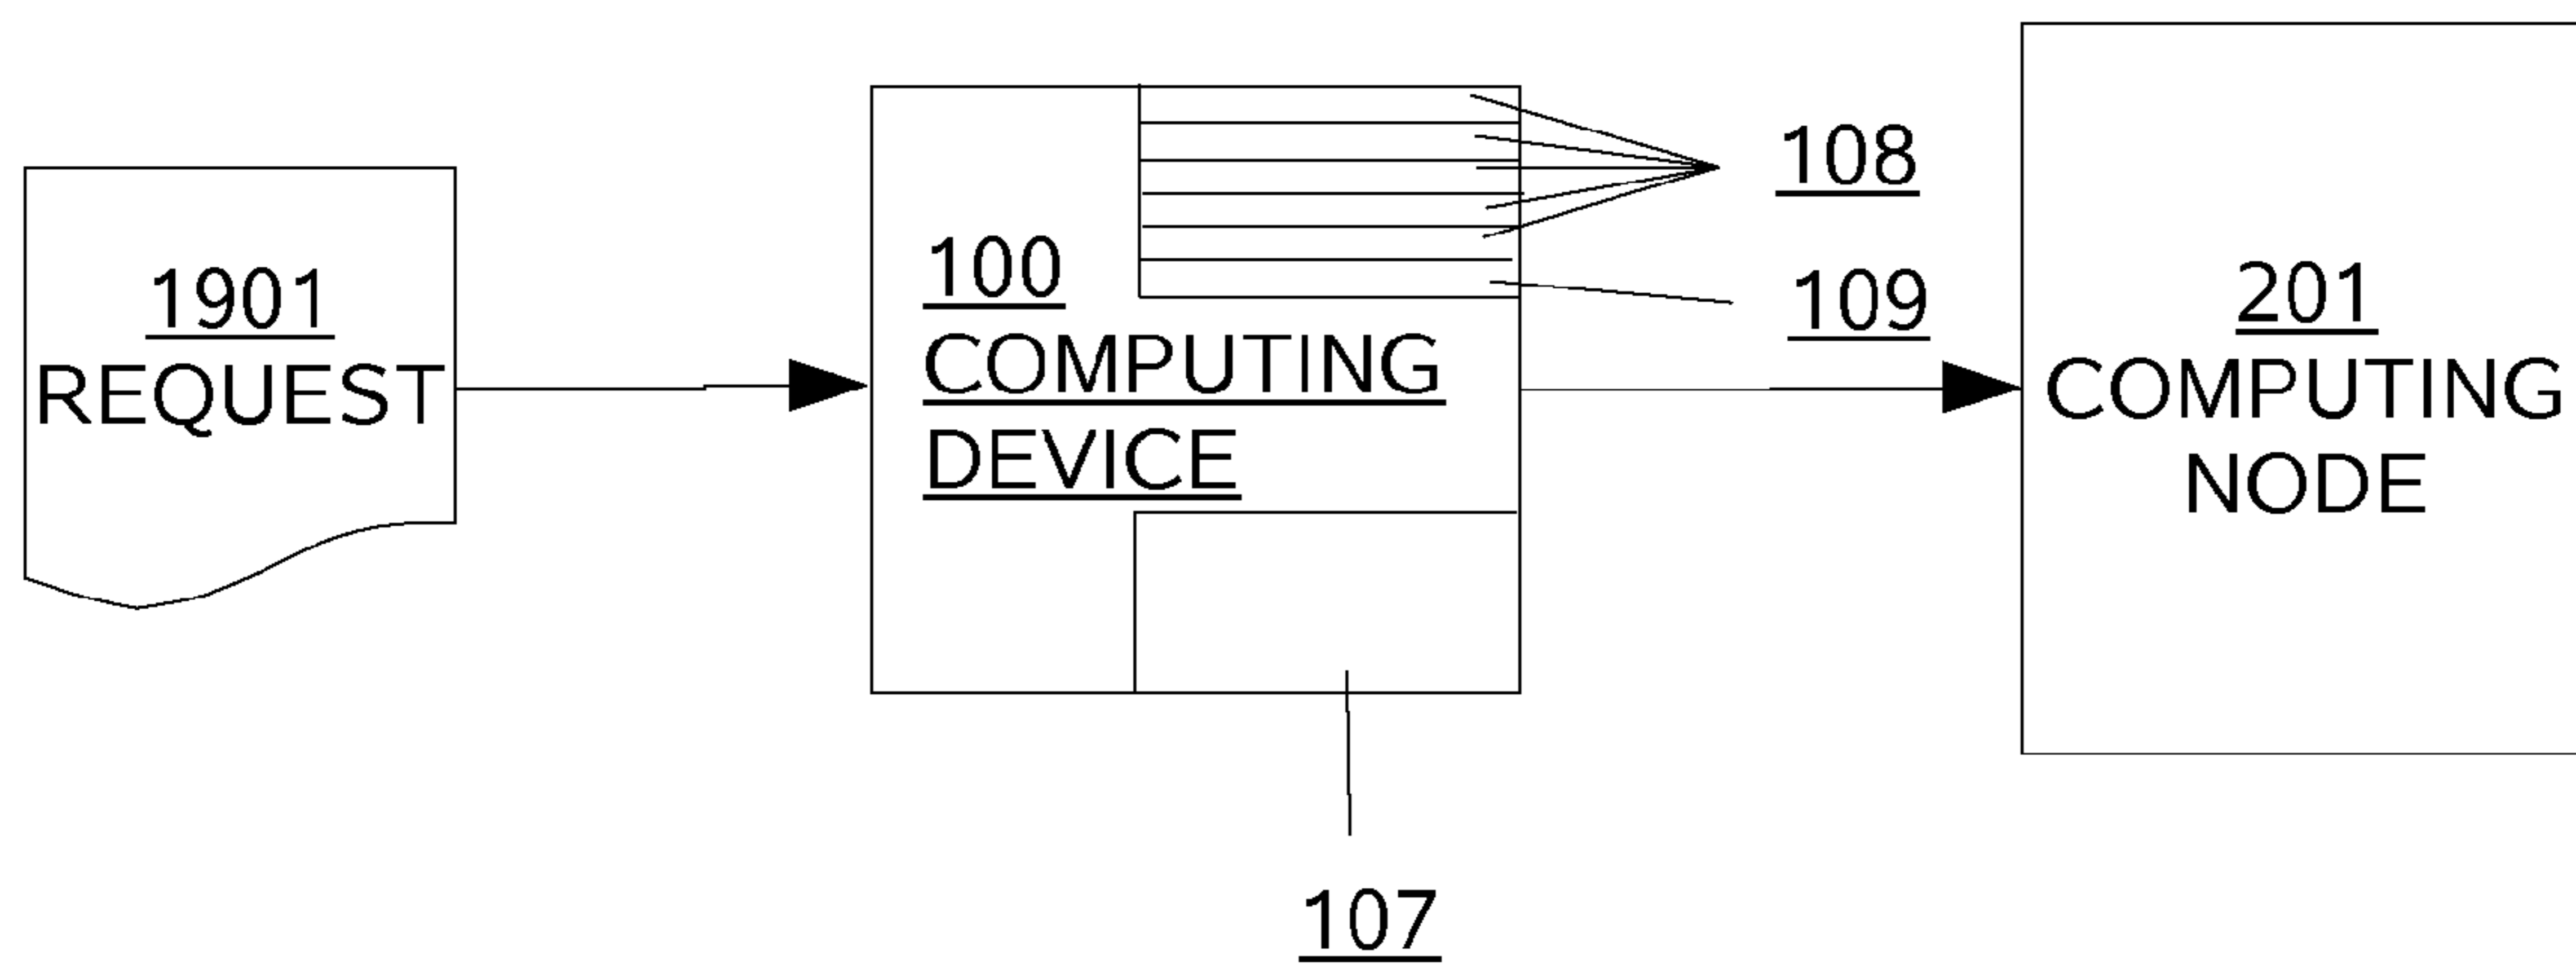 1901
REQUEST
100
COMPUTING
DEVICE
108
109
201
COMPUTING
NODE
107